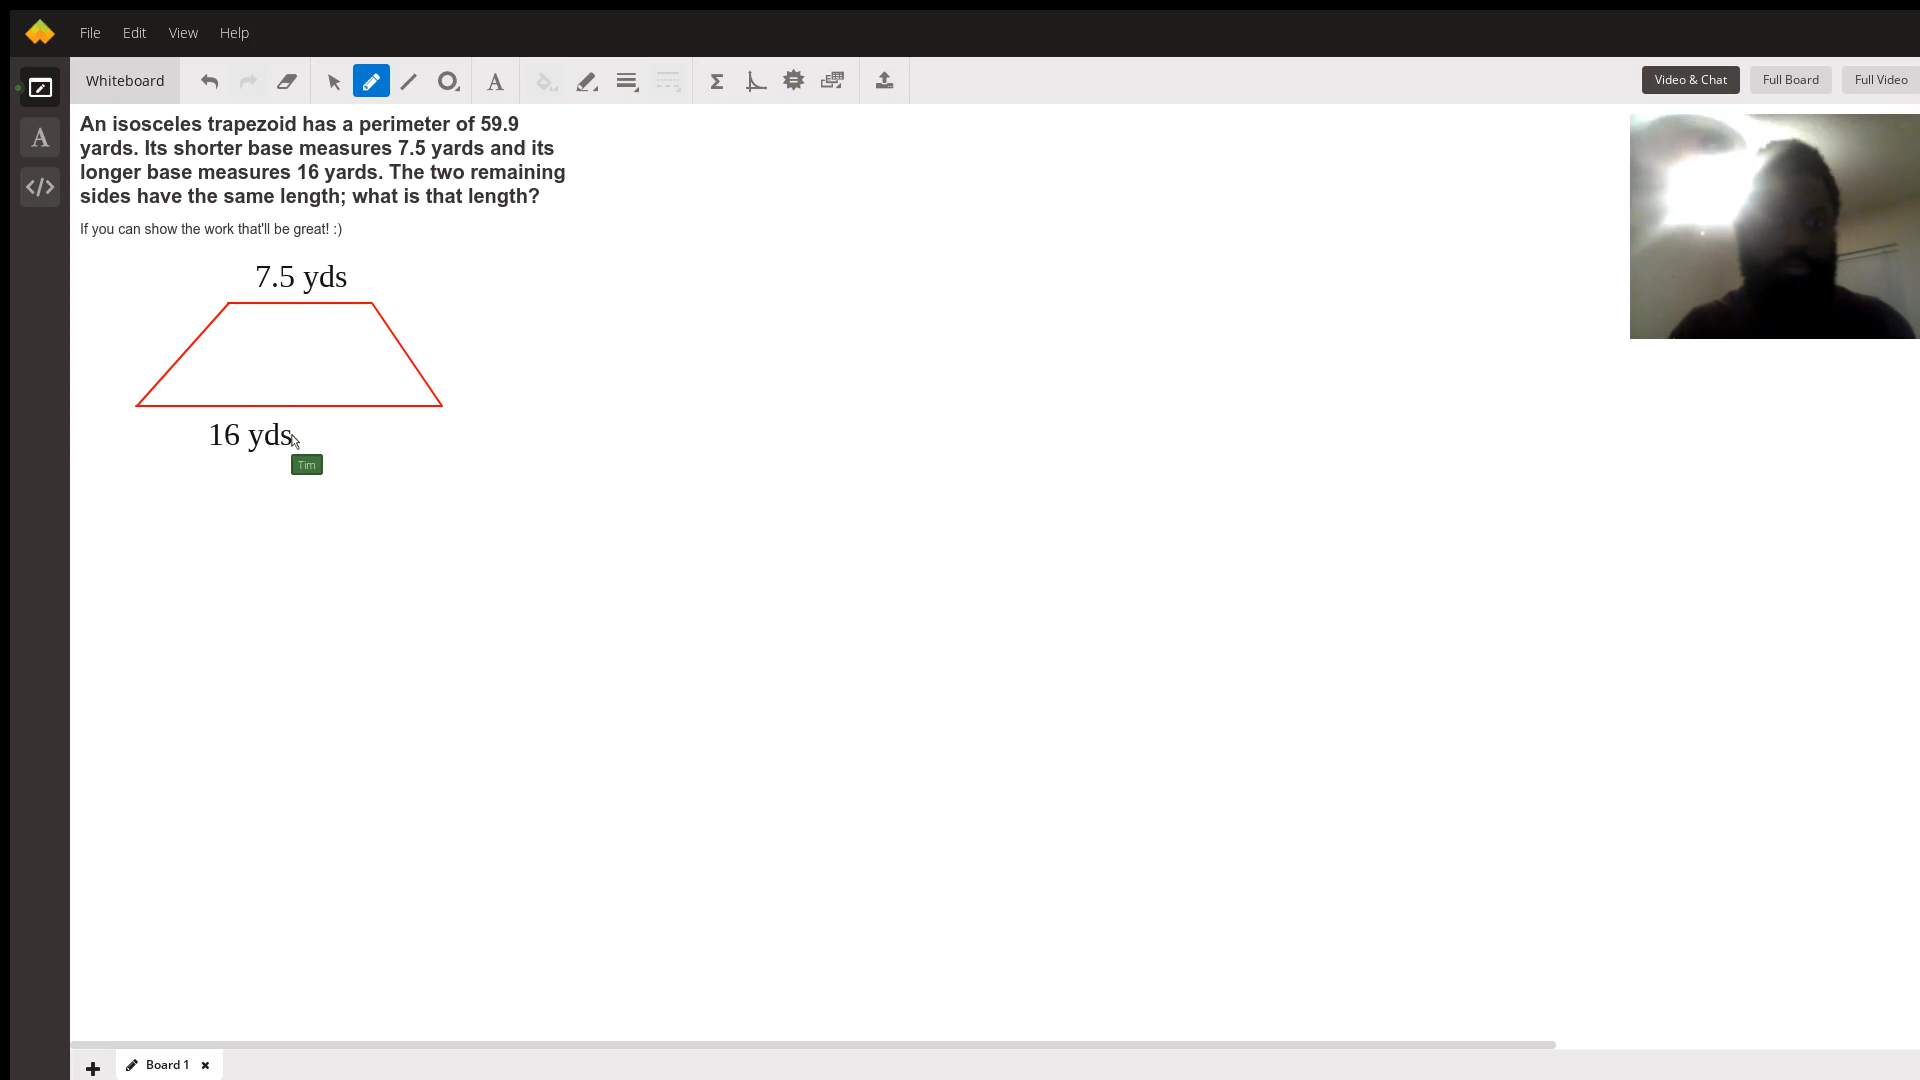 File Edit View Help
Whiteboard
A
Σ
Video & Chat Full Board Full Video
A
</>
An isosceles trapezoid has a perimeter of 59.9
yards. Its shorter base measures 7.5 yards and its
longer base measures 16 yards. The two remaining
sides have the same length; what is that length?
If you can show the work that'll be great! :)
7.5 yds
16 yds
Tim
Board 1